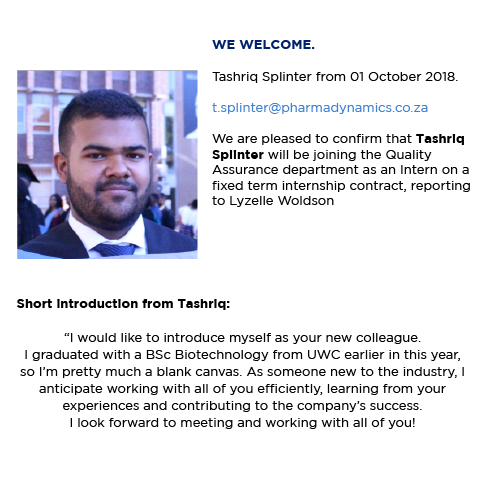 WE WELCOME.
Tashriq Splinter from 01 October 2018.
t.splinter@pharmadynamics.co.za
We are pleased to confirm that Tashriq
Splinter will be joining the Quality
Assurance department as an Intern on a
fixed term internship contract, reporting
to Lyzelle Woldson
Short introduction from Tashriq:
“I would like to introduce myself as your new colleague.
I graduated with a BSc Biotechnology from UWC earlier in this year,
so I’m pretty much a blank canvas. As someone new to the industry, I
anticipate working with all of you efficiently, learning from your
experiences and contributing to the company’s success.
I look forward to meeting and working with all of you!